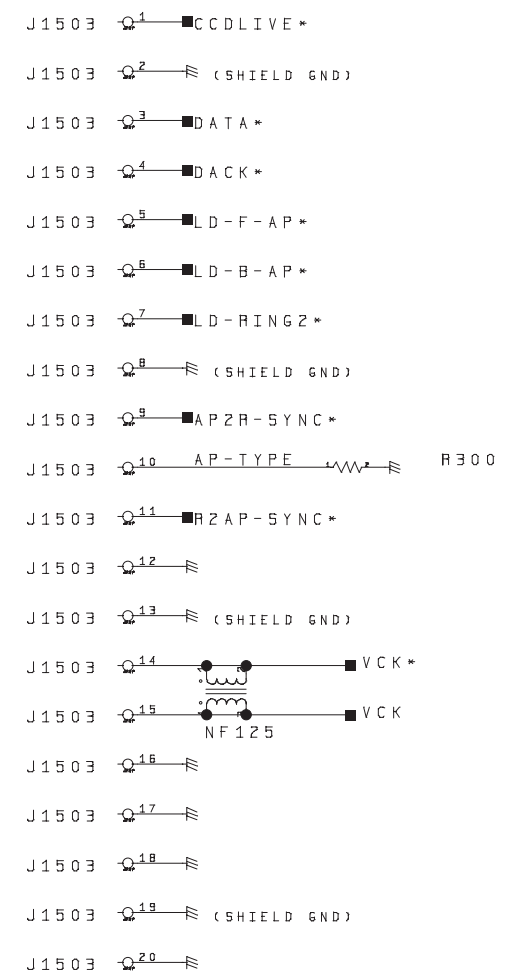 J1503 1 CCDLIVE*
J1503 2 (SHIELD GND)
J1503 3 DATA*
J1503 4 DACK*
J1503 5 LD-F-AP*
J1503 6 LD-B-AP*
J1503 7 LD-RING2*
J1503 8 (SHIELD GND)
J1503 9 AP2R-SYNC*
J1503 10 AP-TYPE 1 2 R300
J1503 11 R2AP-SYNC*
J1503 12
J1503 13 (SHIELD GND)
J1503 14 VCK*
J1503 15 VCK
NF125
J1503 16
J1503 17
J1503 18
J1503 19 (SHIELD GND)
J1503 20